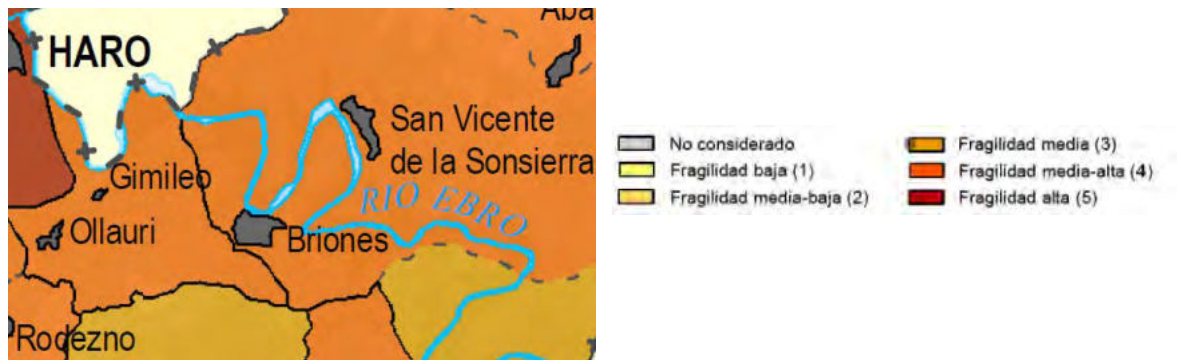 HARO
Aba
San Vicente
de la Sonsierra
Gimileo
RIO EBRO
Ollauri
Briones
Rodezno
No considerado
Fragilidad baja (1)
Fragilidad media-baja (2)
Fragilidad media (3)
Fragilidad media-alta (4)
Fragilidad alta (5)